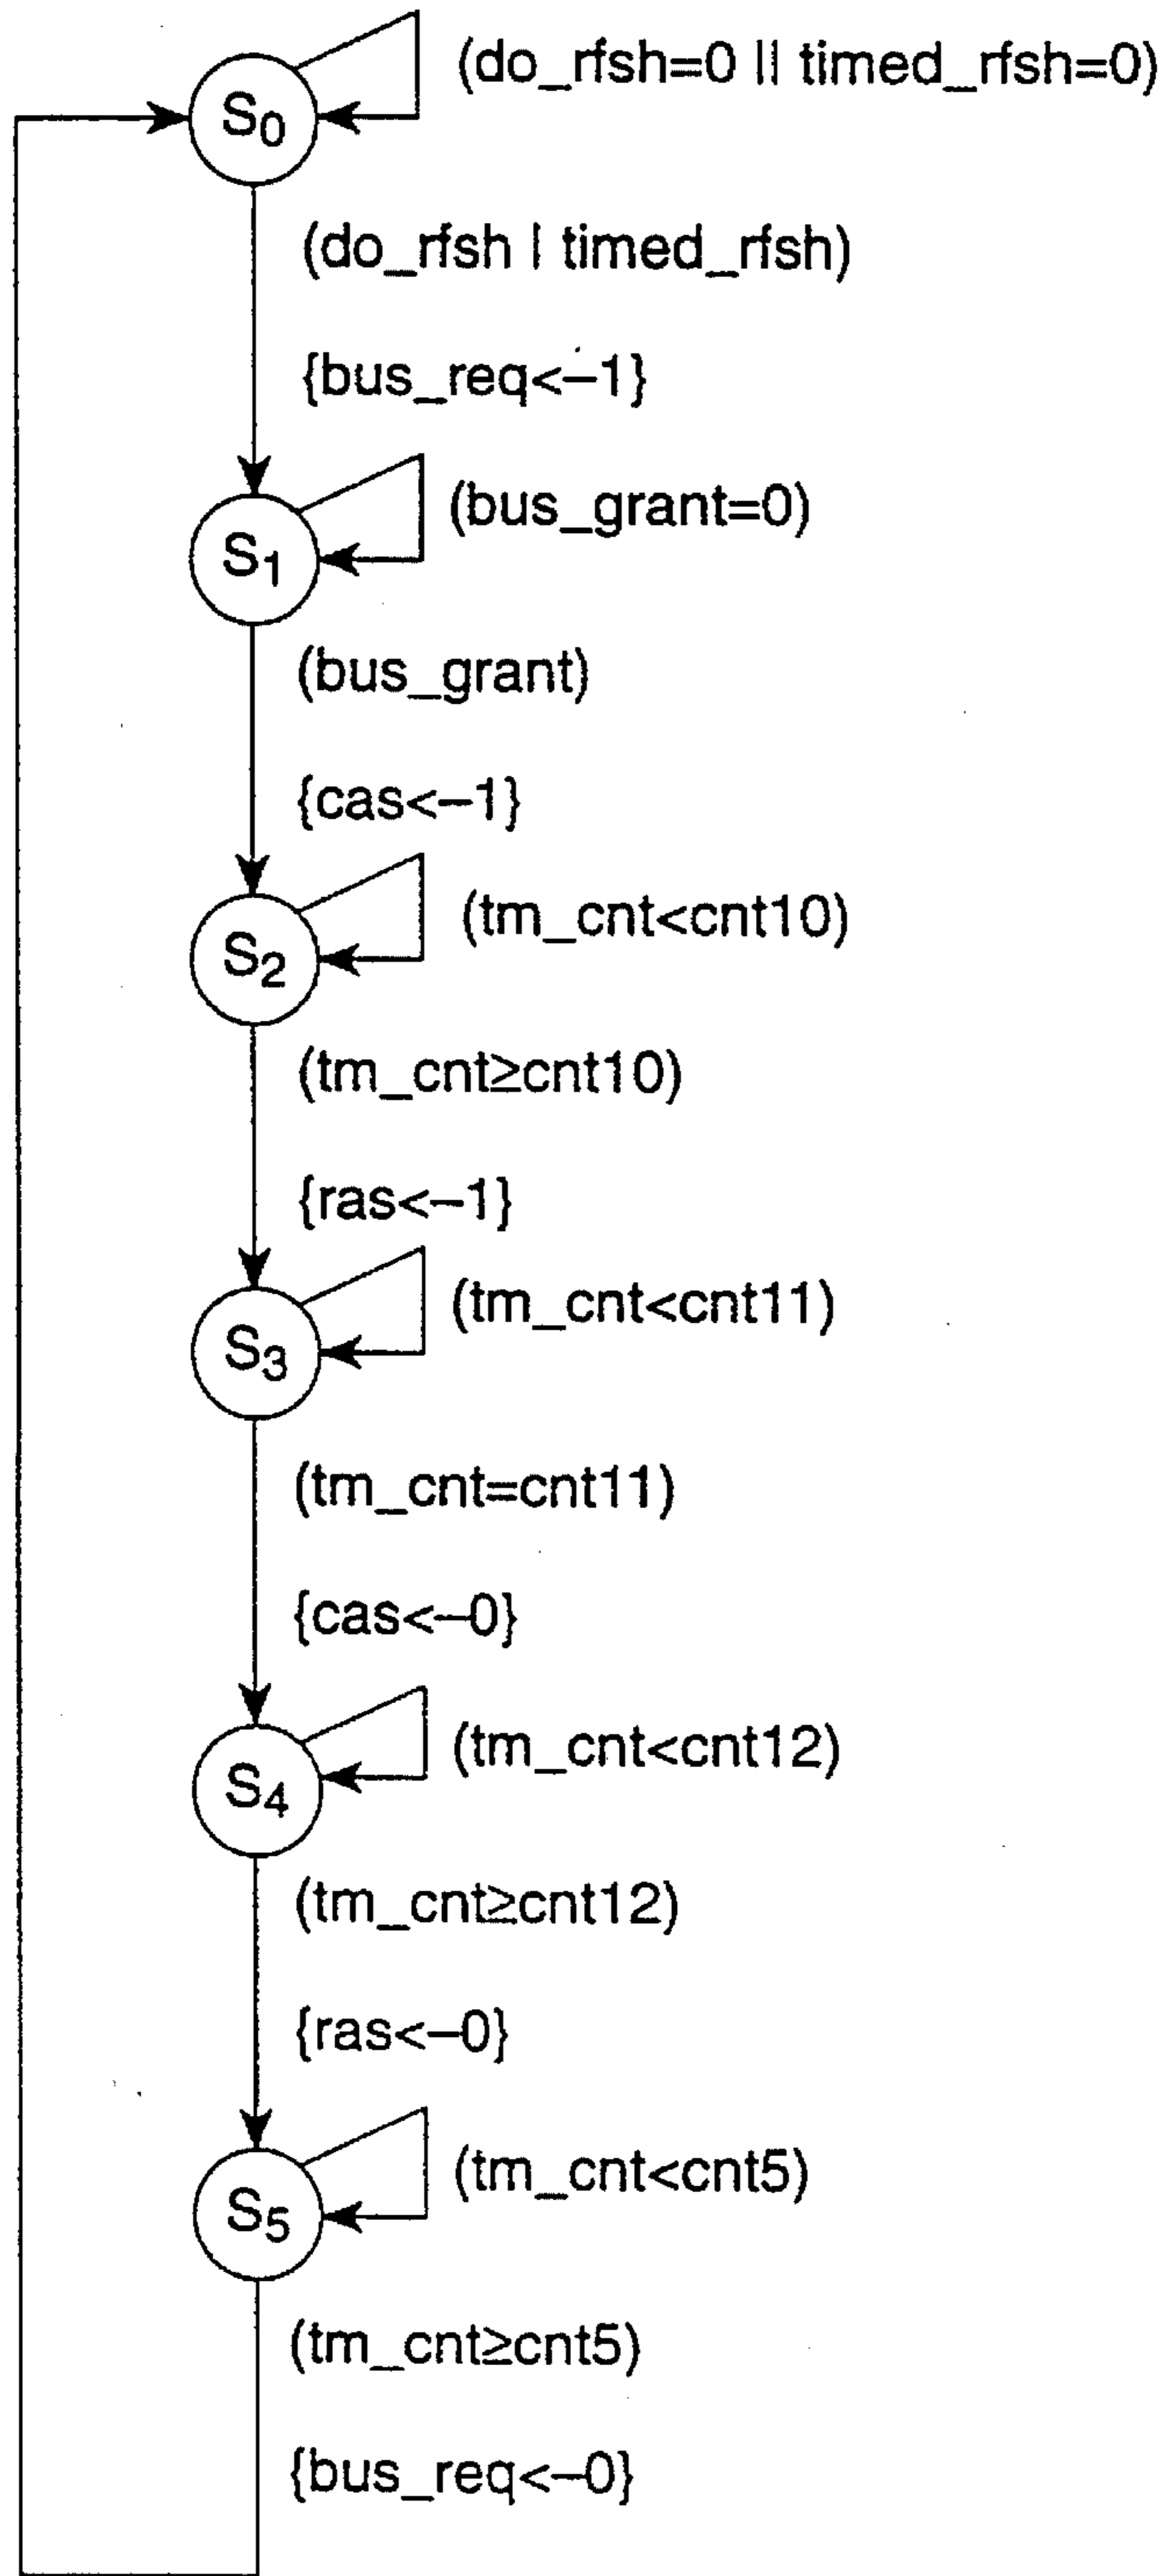 S0
(do_rfsh=0 || timed_rfsh=0)
(do_rfsh | timed_rfsh)
{bus_req<–1}
S1
(bus_grant=0)
(bus_grant)
{cas<–1}
S2
(tm_cnt<cnt10)
(tm_cnt≥cnt10)
{ras<–1}
S3
(tm_cnt<cnt11)
(tm_cnt=cnt11)
{cas<–0}
S4
(tm_cnt<cnt12)
(tm_cnt≥cnt12)
{ras<–0}
S5
(tm_cnt<cnt5)
(tm_cnt≥cnt5)
{bus_req<–0}